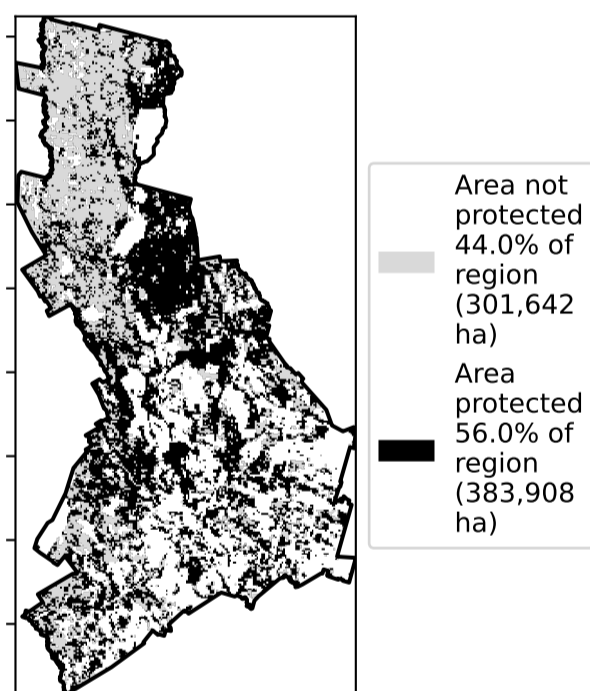 Area not
protected
44.0% of
region
(301,642
ha)
Area
protected
56.0% of
region
(383,908
ha)